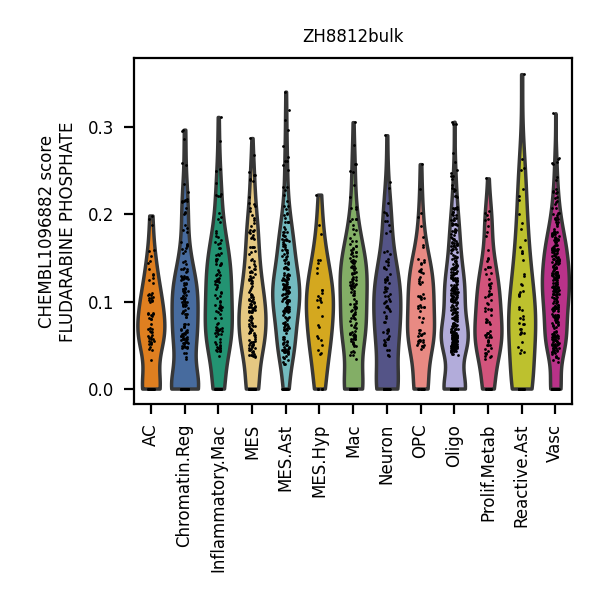 ZH8812bulk
CHEMBL1096882 score
FLUDARABINE PHOSPHATE
0.3
0.2
0.1
0.0
AC
Chromatin.Reg
Inflammatory.Mac
MES
MES.Ast
MES.Hyp
Mac
Neuron
OPC
Oligo
Prolif.Metab
Reactive.Ast
Vasc